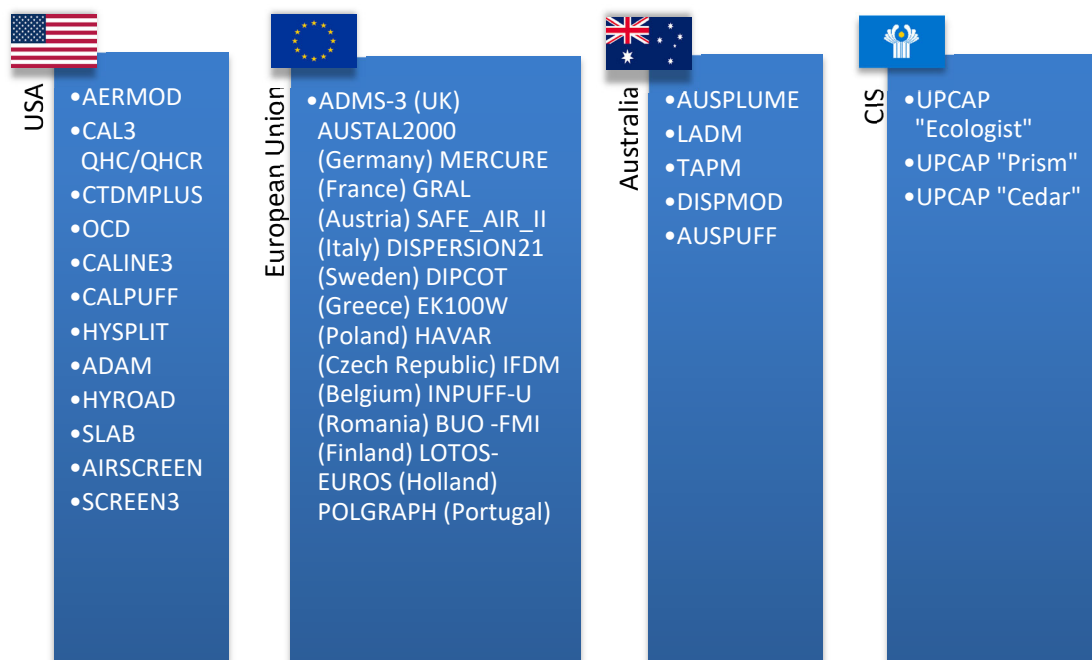 USA
•AERMOD
•CAL3
QHC/QHCR
•CTDMPLUS
•OCD
•CALINE3
•CALPUFF
•HYSPLIT
•ADAM
•HYROAD
•SLAB
•AIRSCREEN
•SCREEN3
European Union
•ADMS-3 (UK)
AUSTAL2000
(Germany) MERCURE
(France) GRAL
(Austria) SAFE_AIR_II
(Italy) DISPERSION21
(Sweden) DIPCOT
(Greece) EK100W
(Poland) HAVAR
(Czech Republic) IFDM
(Belgium) INPUFF-U
(Romania) BUO -FMI
(Finland) LOTOS-
EUROS (Holland)
POLGRAPH (Portugal)
Australia
•AUSPLUME
•LADM
•TAPM
•DISPMOD
•AUSPUFF
CIS
•UPCAP
"Ecologist"
•UPCAP "Prism"
•UPCAP "Cedar"